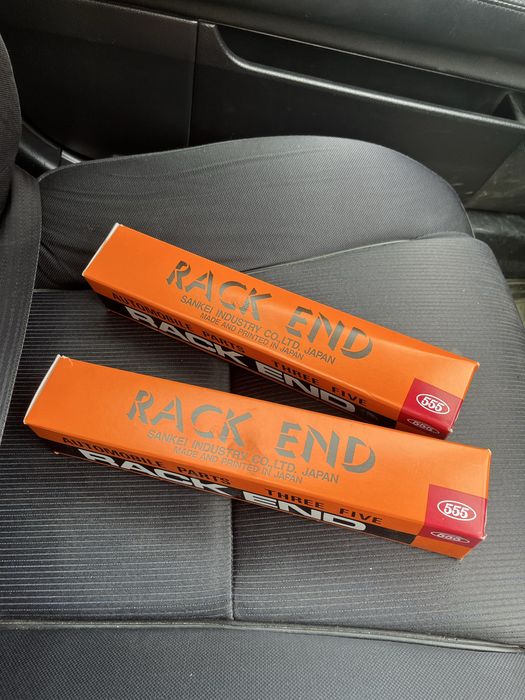 RACK END
SANKEI INDUSTRY CO.,LTD. JAPAN
MADE AND PRINTED IN JAPAN
AUTOMOBILE PARTS THREE FIVE
RACK END
555
555
RACK END
SANKEI INDUSTRY CO.,LTD. JAPAN
MADE AND PRINTED IN JAPAN
AUTOMOBILE PARTS THREE FIVE
RACK END
555
555